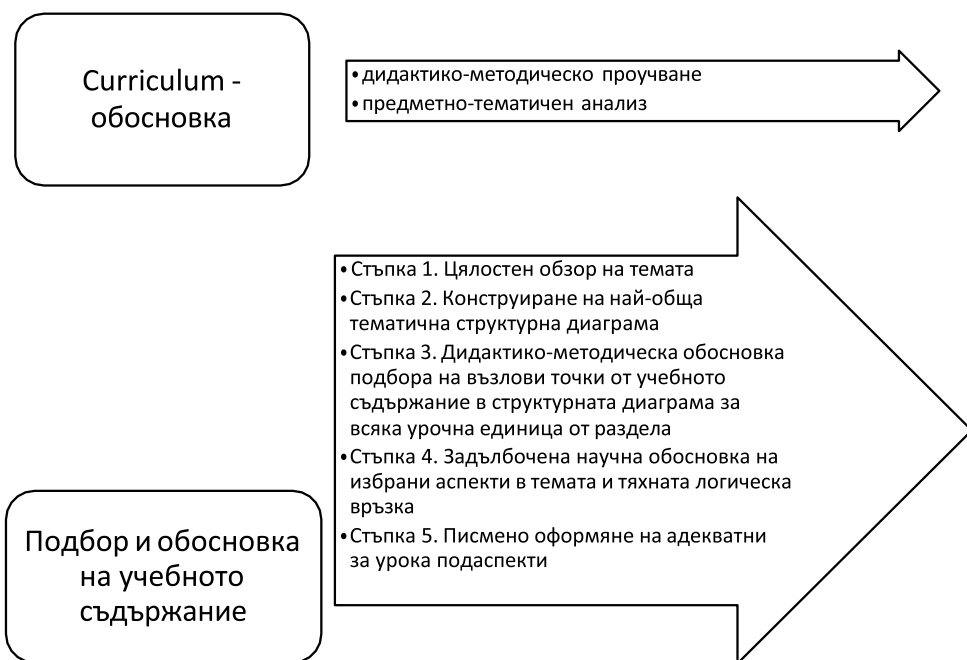 Curriculum -
обосновка
• дидактико-методическо проучване
• предметно-тематичен анализ
• Стъпка 1. Цялостен обзор на темата
• Стъпка 2. Конструиране на най-обща
тематична структурна диаграма
• Стъпка 3. Дидактико-методическа обосновка
подбора на възлови точки от учебното
съдържание в структурната диаграма за
всяка урочна единица от раздела
• Стъпка 4. Задълбочена научна обосновка на
избрани аспекти в темата и тяхната логическа
връзка
• Стъпка 5. Писмено оформяне на адекватни
за урока подаспекти
Подбор и обосновка
на учебното
съдържание